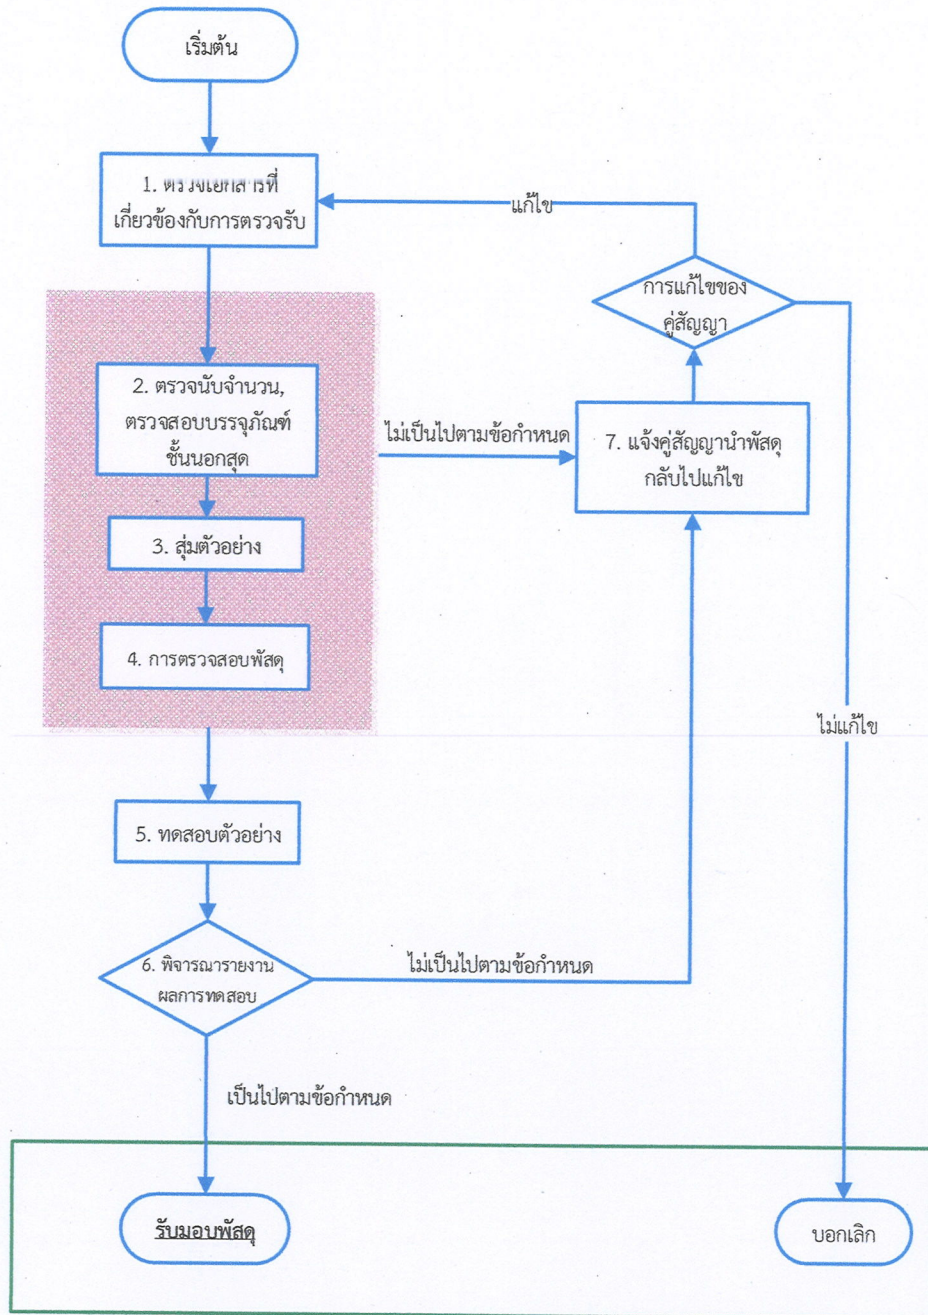 เริ่มต้น
1. ตรวจเอกสารที่
เกี่ยวข้องกับการตรวจรับ
แก้ไข
การแก้ไขของ
คู่สัญญา
2. ตรวจนับจำนวน,
ตรวจสอบบรรจุภัณฑ์
ชั้นนอกสุด
ไม่เป็นไปตามข้อกำหนด
7. แจ้งคู่สัญญานำพัสดุ
กลับไปแก้ไข
3. สุ่มตัวอย่าง
4. การตรวจสอบพัสดุ
ไม่แก้ไข
5. ทดสอบตัวอย่าง
6. พิจารณารายงาน
ผลการทดสอบ
ไม่เป็นไปตามข้อกำหนด
เป็นไปตามข้อกำหนด
รับมอบพัสดุ
บอกเลิก